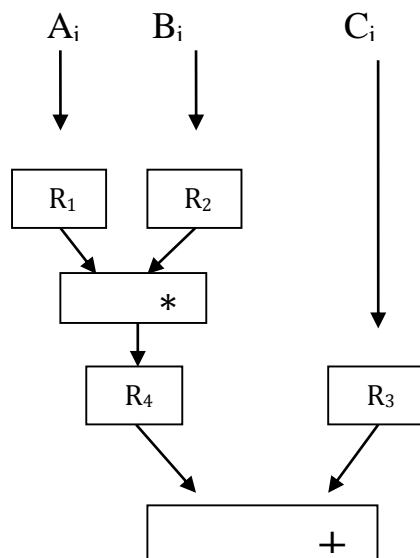 Aᵢ Bᵢ Cᵢ
R₁ R₂
*
R₄ R₃
+